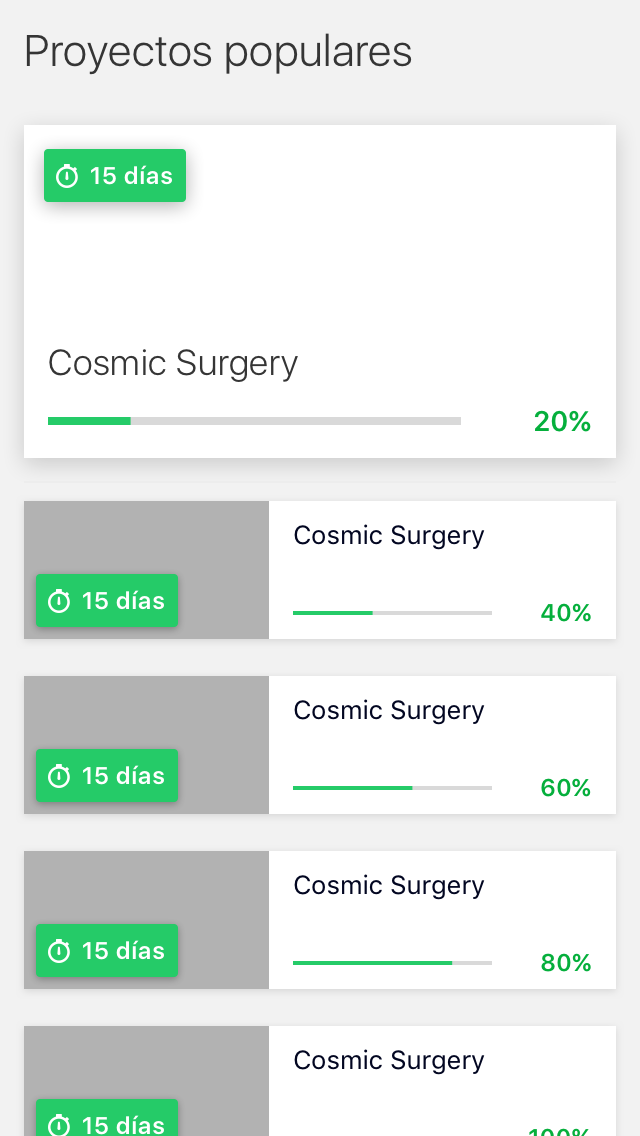 Proyectos populares
15 días
Cosmic Surgery
20%
Cosmic Surgery
15 días
40%
Cosmic Surgery
15 días
60%
Cosmic Surgery
15 días
80%
Cosmic Surgery
15 días
100%